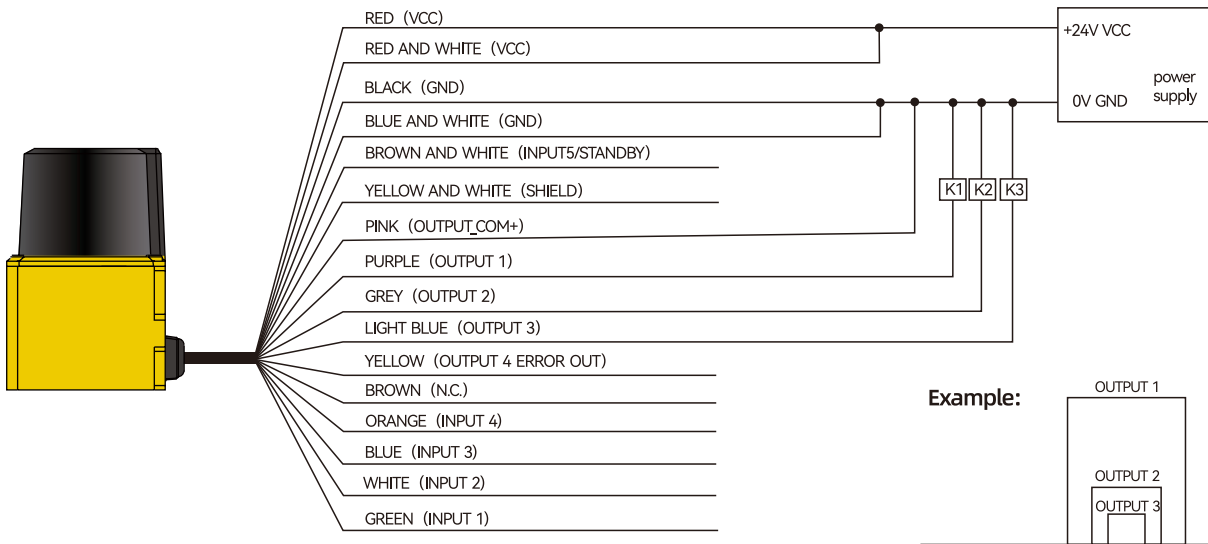 RED (VCC)
RED AND WHITE (VCC)
BLACK (GND)
BLUE AND WHITE (GND)
BROWN AND WHITE (INPUT5/STANDBY)
YELLOW AND WHITE (SHIELD)
PINK (OUTPUT_COM+)
PURPLE (OUTPUT 1)
GREY (OUTPUT 2)
LIGHT BLUE (OUTPUT 3)
YELLOW (OUTPUT 4 ERROR OUT)
BROWN (N.C.)
ORANGE (INPUT 4)
BLUE (INPUT 3)
WHITE (INPUT 2)
GREEN (INPUT 1)
+24V VCC
power
supply
0V GND
K1
K2
K3
Example:
OUTPUT 1
OUTPUT 2
OUTPUT 3